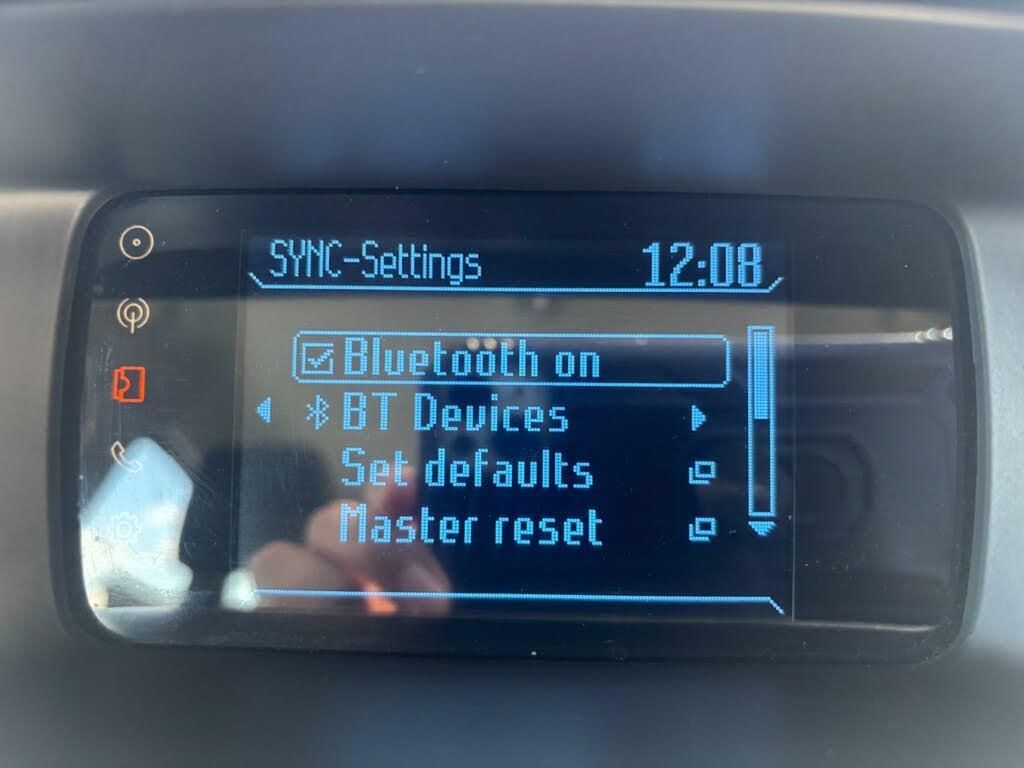 SYNC-Settings 12:08
Bluetooth on
BT Devices
Set defaults
Master reset